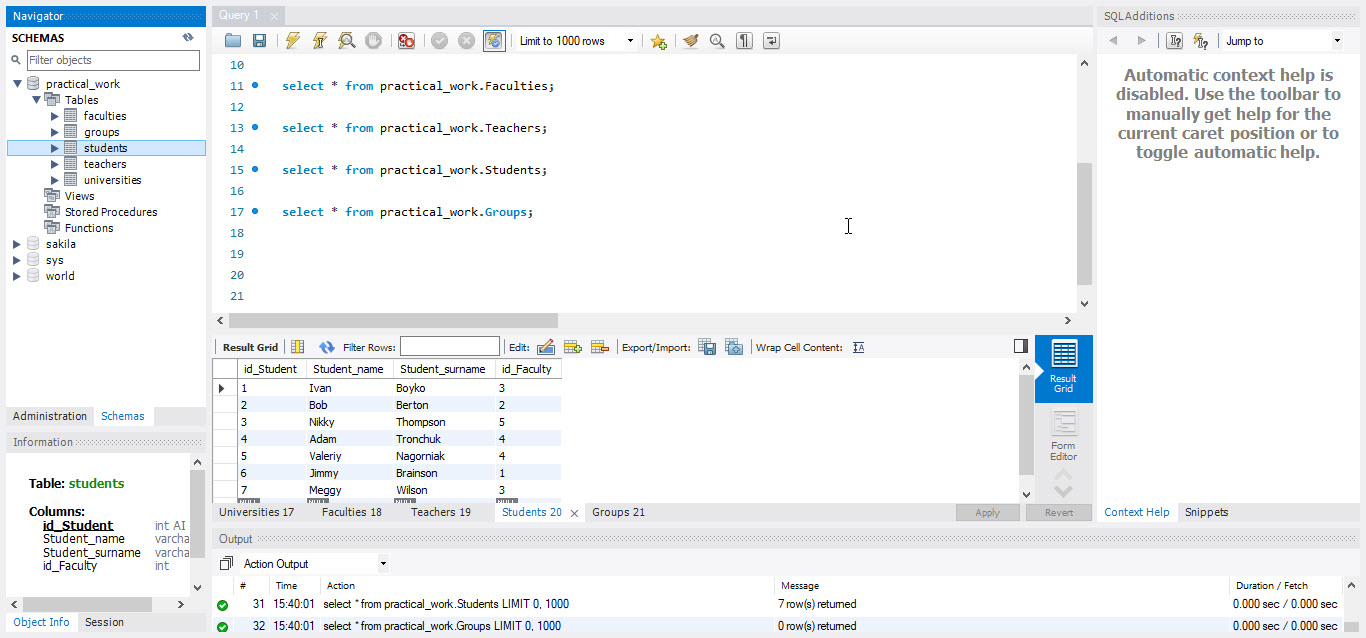 Navigator
SCHEMAS
Filter objects
practical_work
Tables
faculties
groups
students
teachers
universities
Views
Stored Procedures
Functions
sakila
sys
world
Administration Schemas
Information
Table: students
Columns:
id_Student int AI
Student_name varcha
Student_surname varcha
id_Faculty int
Object Info Session
Query 1
Limit to 1000 rows
10
11 select * from practical_work.Faculties;
12
13 select * from practical_work.Teachers;
14
15 select * from practical_work.Students;
16
17 select * from practical_work.Groups;
18
19
20
21
Result Grid Filter Rows: Edit: Export/Import: Wrap Cell Content:
id_Student Student_name Student_surname id_Faculty
1 Ivan Boyko 3
2 Bob Berton 2
3 Nikky Thompson 5
4 Adam Tronchuk 4
5 Valeriy Nagorniak 4
6 Jimmy Brainson 1
7 Meggy Wilson 3
Result
Grid
Form
Editor
Universities 17 Faculties 18 Teachers 19 Students 20 Groups 21 Apply Revert
SQLAdditions
Jump to
Automatic context help is
disabled. Use the toolbar to
manually get help for the
current caret position or to
toggle automatic help.
Context Help Snippets
Output
Action Output
# Time Action Message Duration / Fetch
31 15:40:01 select * from practical_work.Students LIMIT 0, 1000 7 row(s) returned 0.000 sec / 0.000 sec
32 15:40:01 select * from practical_work.Groups LIMIT 0, 1000 0 row(s) returned 0.000 sec / 0.000 sec